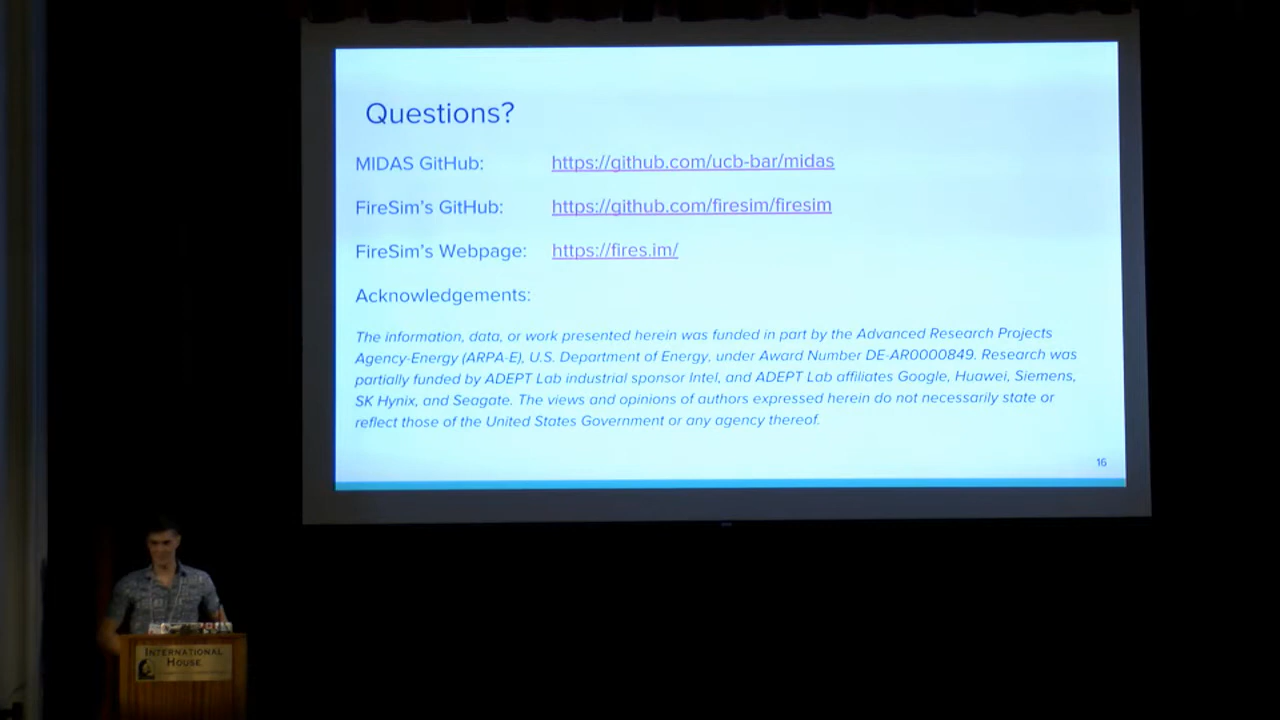 Questions?
MIDAS GitHub: https://github.com/ucb-bar/midas
FireSim's GitHub: https://github.com/firesim/firesim
FireSim's Webpage: https://fires.im/
Acknowledgements:
The information, data, or work presented herein was funded in part by the Advanced Research Projects
Agency-Energy (ARPA-E), U.S. Department of Energy, under Award Number DE-AR0000849. Research was
partially funded by ADEPT Lab industrial sponsor Intel, and ADEPT Lab affiliates Google, Huawei, Siemens,
SK Hynix, and Seagate. The views and opinions of authors expressed herein do not necessarily state or
reflect those of the United States Government or any agency thereof.
16
INTERNATIONAL
HOUSE